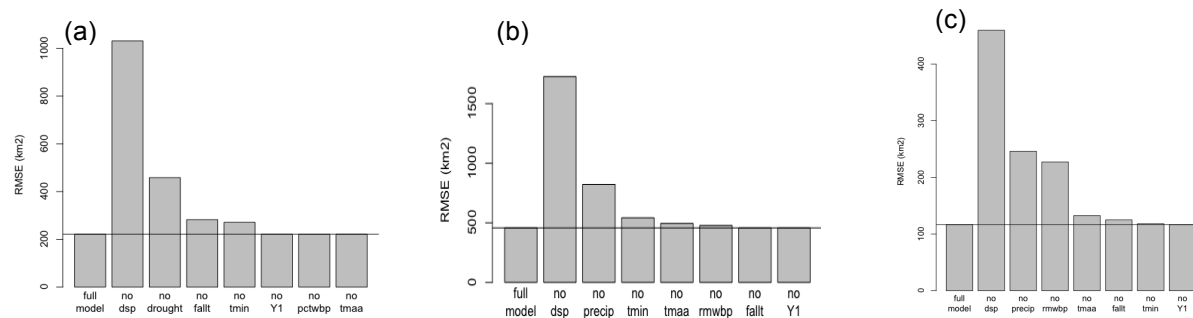 (a)
RMSE (km2)
1000
800
600
400
200
0
full no no no no no no no
model dsp drought fallt tmin Y1 pctwbp tmaa
(b)
RMSE (km2)
1500
1000
500
0
full no no no no no no no
model dsp precip tmin tmaa rmwbp fallt Y1
(c)
RMSE (km2)
400
300
200
100
0
full no no no no no no no
model dsp precip rmwbp tmaa fallt tmin Y1